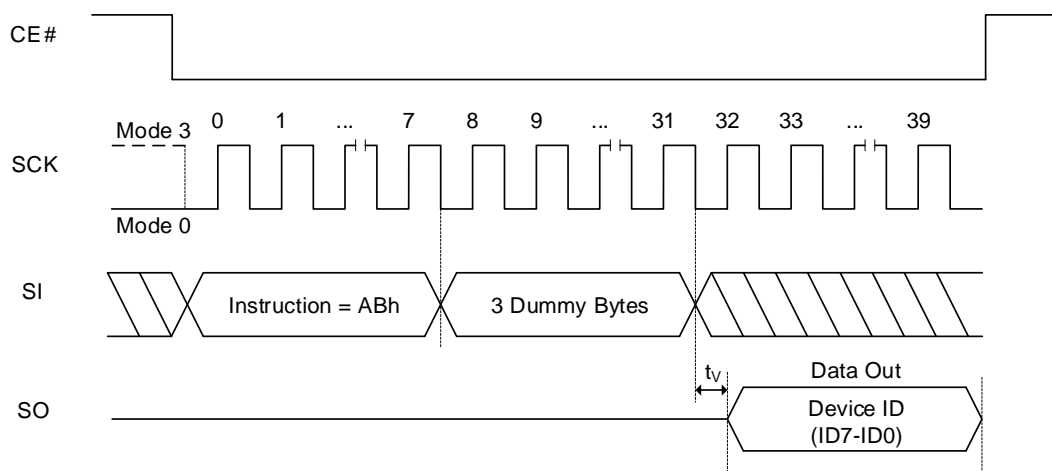 CE#
0 1 ... 7 8 9 ... 31 32 33 ... 39
Mode 3
SCK
Mode 0
SI
Instruction = ABh
3 Dummy Bytes
tV
Data Out
SO
Device ID
(ID7-ID0)